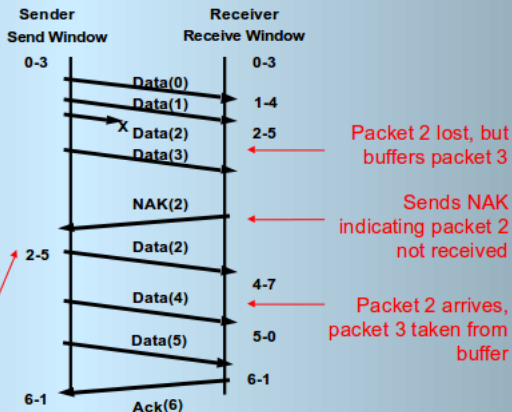 Sender Receiver
Send Window Receive Window
0-3 0-3
Data(0)
Data(1) 1-4
X Data(2) 2-5
Data(3)
Packet 2 lost, but
buffers packet 3
NAK(2)
Sends NAK
indicating packet 2
not received
2-5
Data(2)
4-7
Data(4)
Packet 2 arrives,
packet 3 taken from
buffer
5-0
Data(5)
6-1
6-1
Ack(6)